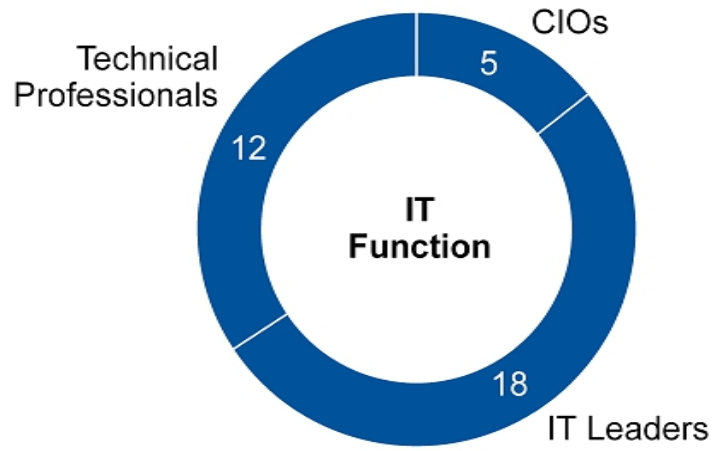 CIOs
5
Technical
Professionals
12
IT
Function
18
IT Leaders